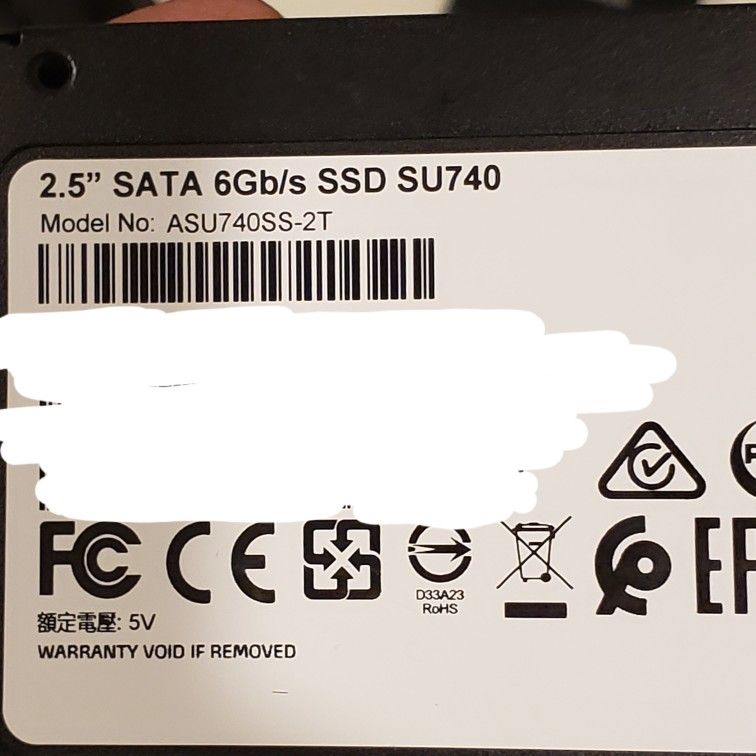 2.5” SATA 6Gb/s SSD SU740
Model No: ASU740SS-2T
FC CE
D33A23
RoHS
額定電壓: 5V
WARRANTY VOID IF REMOVED